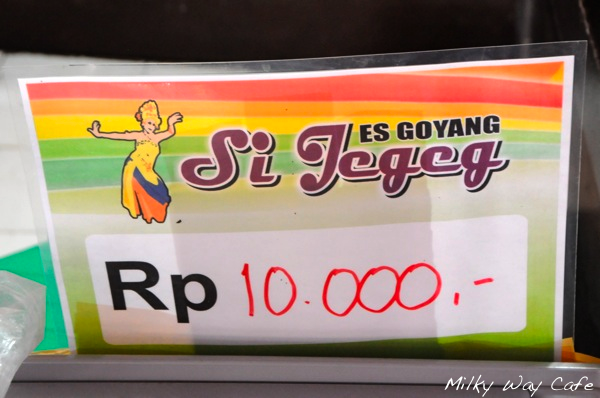 ES GOYANG
Si Jegeg
Rp 10.000,-
Milky Way Cafe